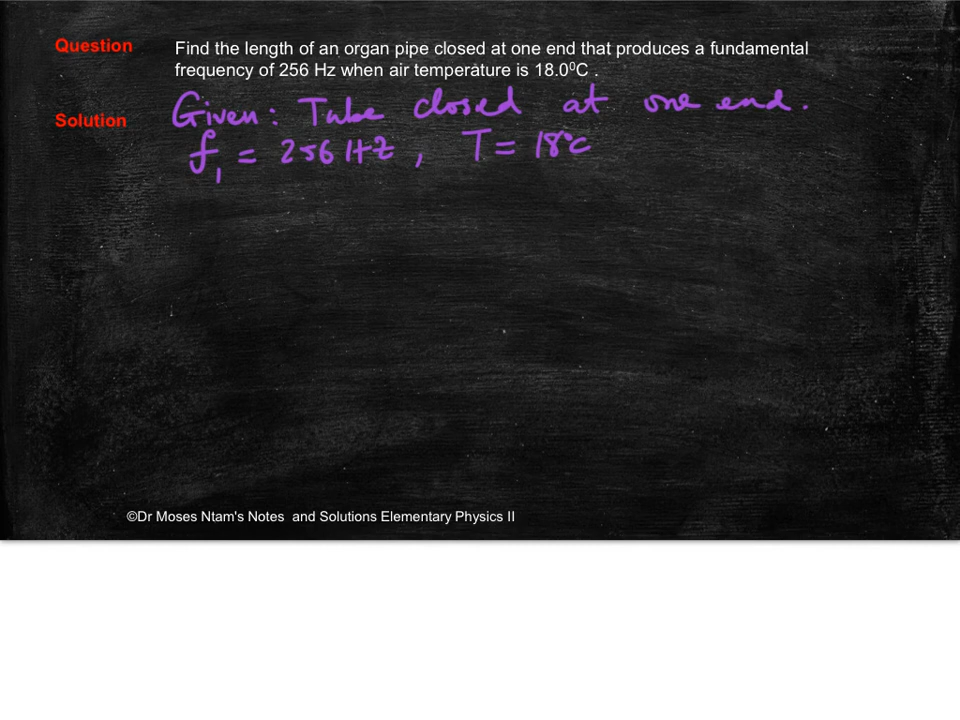 Question
Find the length of an organ pipe closed at one end that produces a fundamental
frequency of 256 Hz when air temperature is 18.0⁰C .
Solution
Given: Tube closed at one end.
f₁ = 256 Hz , T = 18°C
©Dr Moses Ntam's Notes and Solutions Elementary Physics II